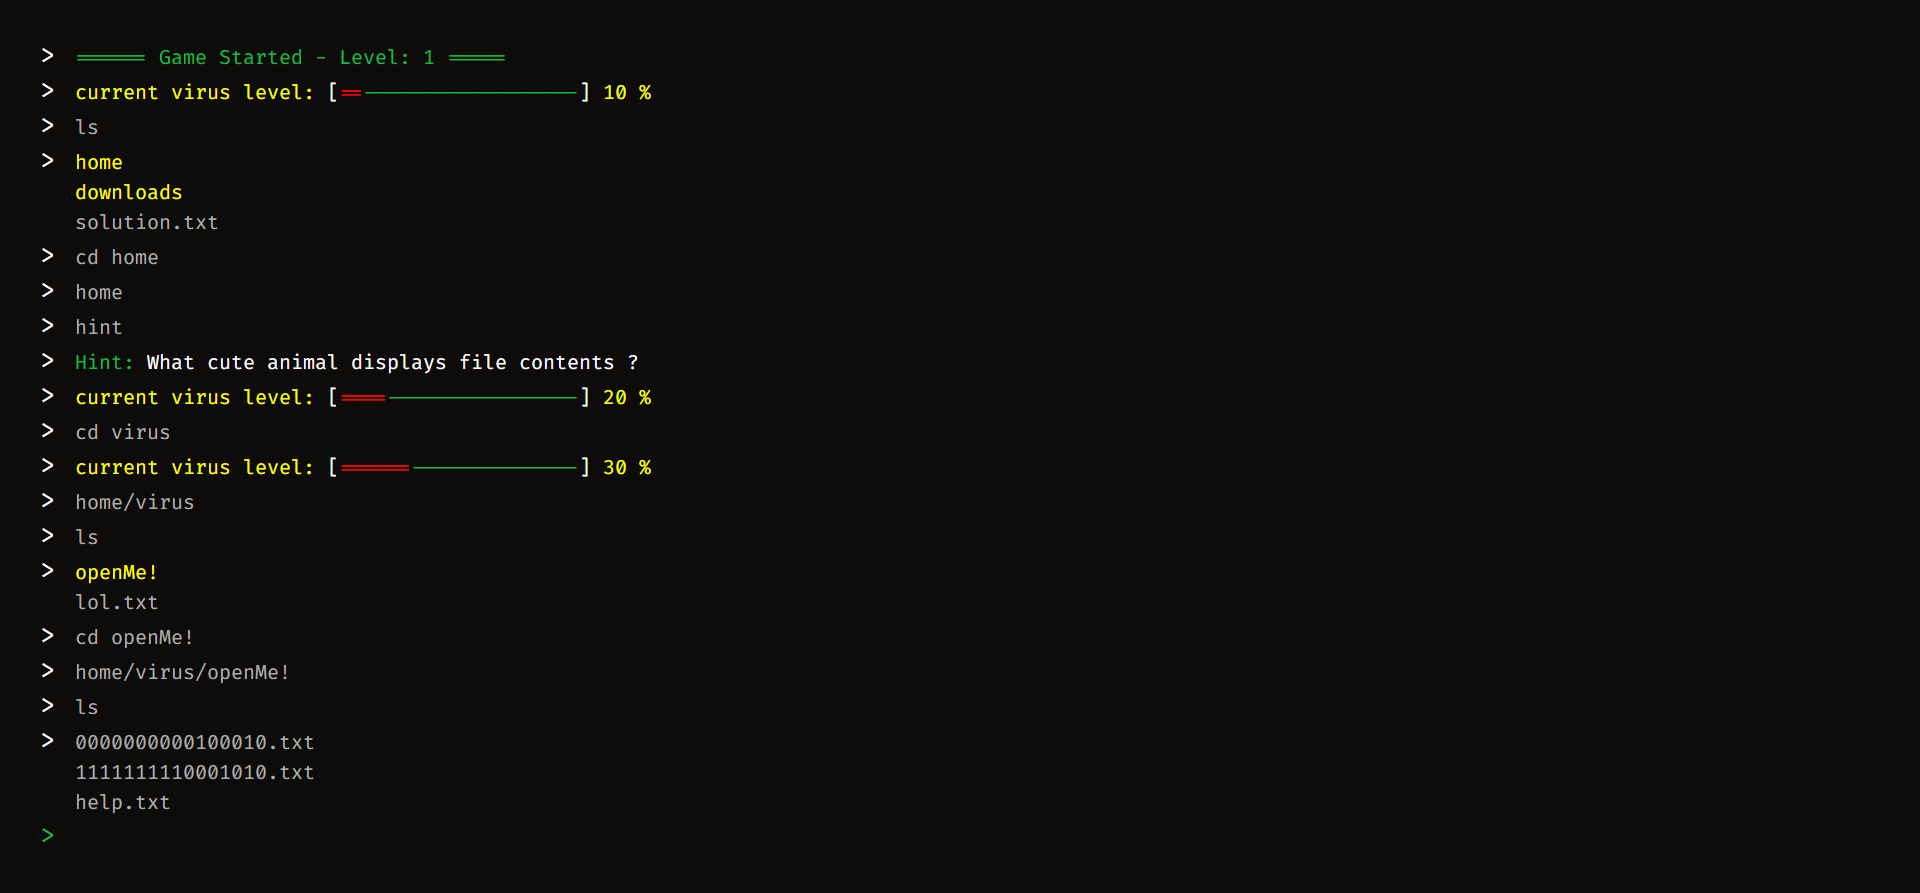 > ====== Game Started - Level: 1 =====
> current virus level: [==------------------] 10 %
> ls
> home
downloads
solution.txt
> cd home
> home
> hint
> Hint: What cute animal displays file contents ?
> current virus level: [====----------------] 20 %
> cd virus
> current virus level: [======--------------] 30 %
> home/virus
> ls
> openMe!
lol.txt
> cd openMe!
> home/virus/openMe!
> ls
> 0000000000100010.txt
1111111110001010.txt
help.txt
>